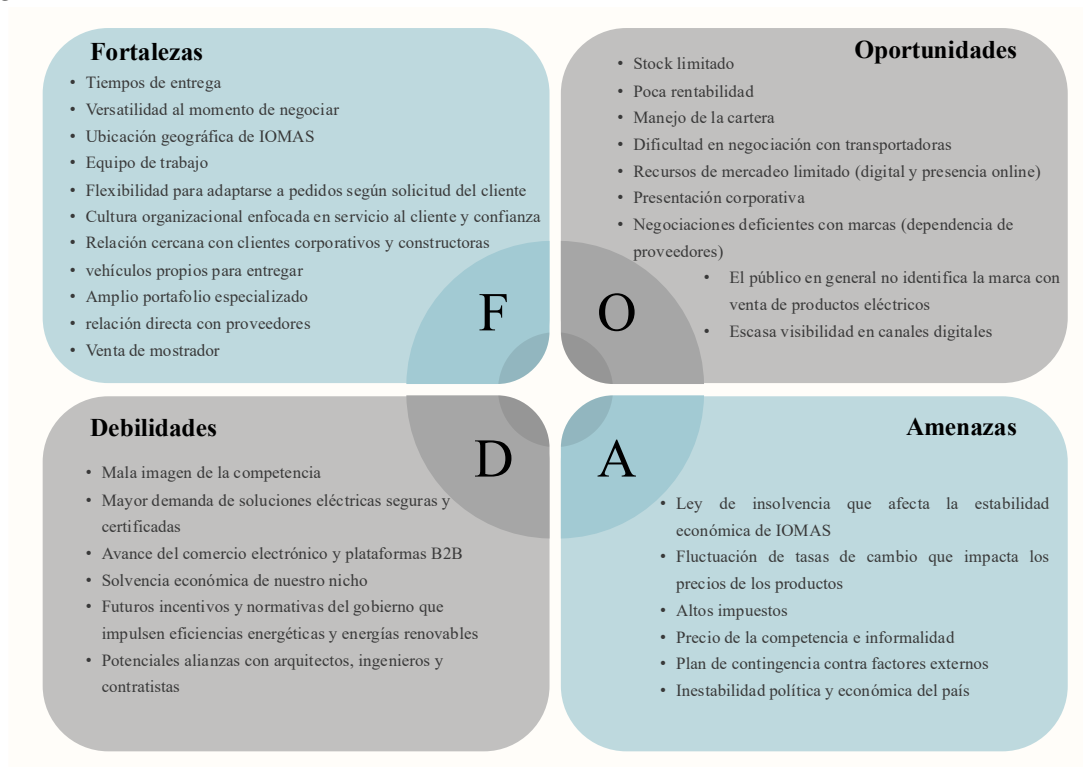 Fortalezas
• Tiempos de entrega
• Versatilidad al momento de negociar
• Ubicación geográfica de IOMAS
• Equipo de trabajo
• Flexibilidad para adaptarse a pedidos según solicitud del cliente
• Cultura organizacional enfocada en servicio al cliente y confianza
• Relación cercana con clientes corporativos y constructoras
• vehículos propios para entregar
• Amplio portafolio especializado
• relación directa con proveedores
• Venta de mostrador
F
Oportunidades
• Stock limitado
• Poca rentabilidad
• Manejo de la cartera
• Dificultad en negociación con transportadoras
• Recursos de mercadeo limitado (digital y presencia online)
• Presentación corporativa
• Negociaciones deficientes con marcas (dependencia de
proveedores)
• El público en general no identifica la marca con
venta de productos eléctricos
• Escasa visibilidad en canales digitales
O
Debilidades
• Mala imagen de la competencia
• Mayor demanda de soluciones eléctricas seguras y
certificadas
• Avance del comercio electrónico y plataformas B2B
• Solvencia económica de nuestro nicho
• Futuros incentivos y normativas del gobierno que
impulsen eficiencias energéticas y energías renovables
• Potenciales alianzas con arquitectos, ingenieros y
contratistas
D
Amenazas
• Ley de insolvencia que afecta la estabilidad
económica de IOMAS
• Fluctuación de tasas de cambio que impacta los
precios de los productos
• Altos impuestos
• Precio de la competencia e informalidad
• Plan de contingencia contra factores externos
• Inestabilidad política y económica del país
A